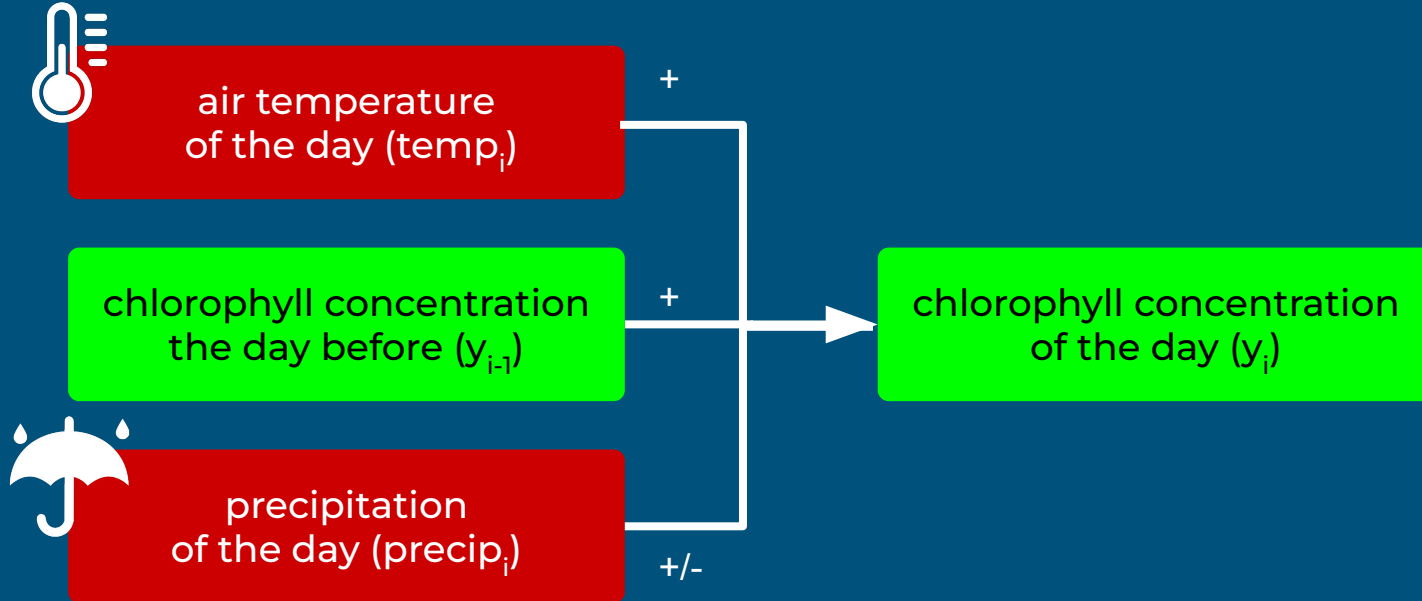 air temperature
of the day (tempᵢ)
+
chlorophyll concentration
the day before (yᵢ₋₁)
+
precipitation
of the day (precipᵢ)
+/-
chlorophyll concentration
of the day (yᵢ)